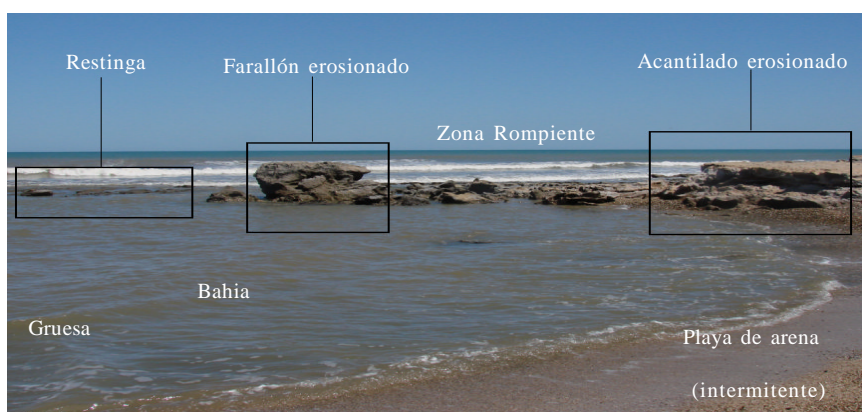 Restinga
Farallón erosionado
Acantilado erosionado
Zona Rompiente
Bahia
Gruesa
Playa de arena
(intermitente)